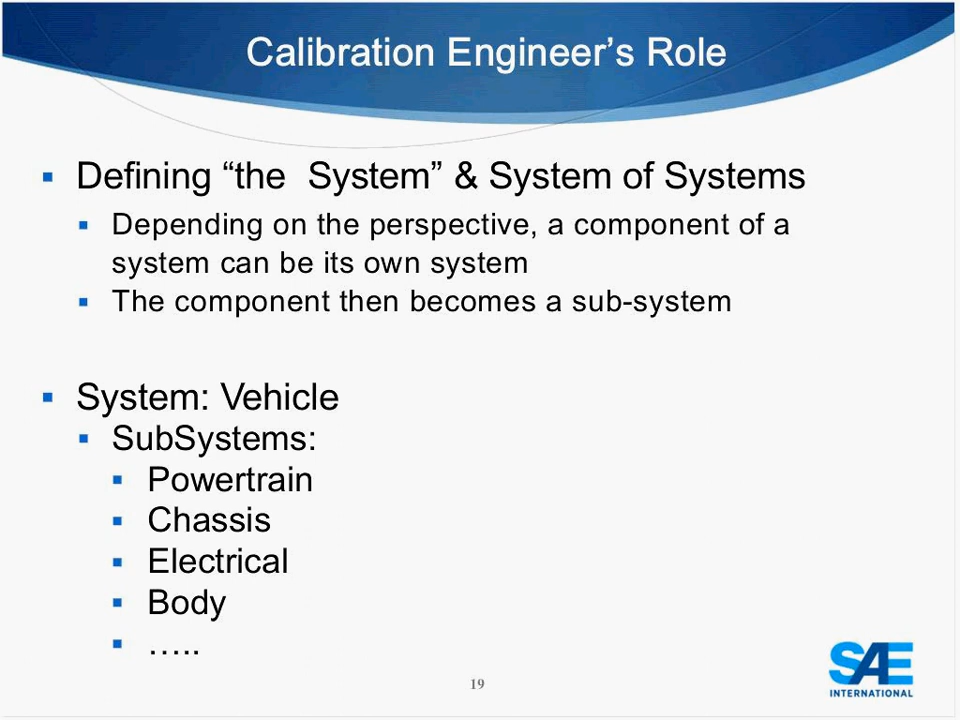 Calibration Engineer’s Role
▪ Defining “the  System” & System of Systems
▪ Depending on the perspective, a component of a
system can be its own system
▪ The component then becomes a sub-system
▪ System: Vehicle
▪ SubSystems:
▪ Powertrain
▪ Chassis
▪ Electrical
▪ Body
▪ …..
19
SAE
INTERNATIONAL